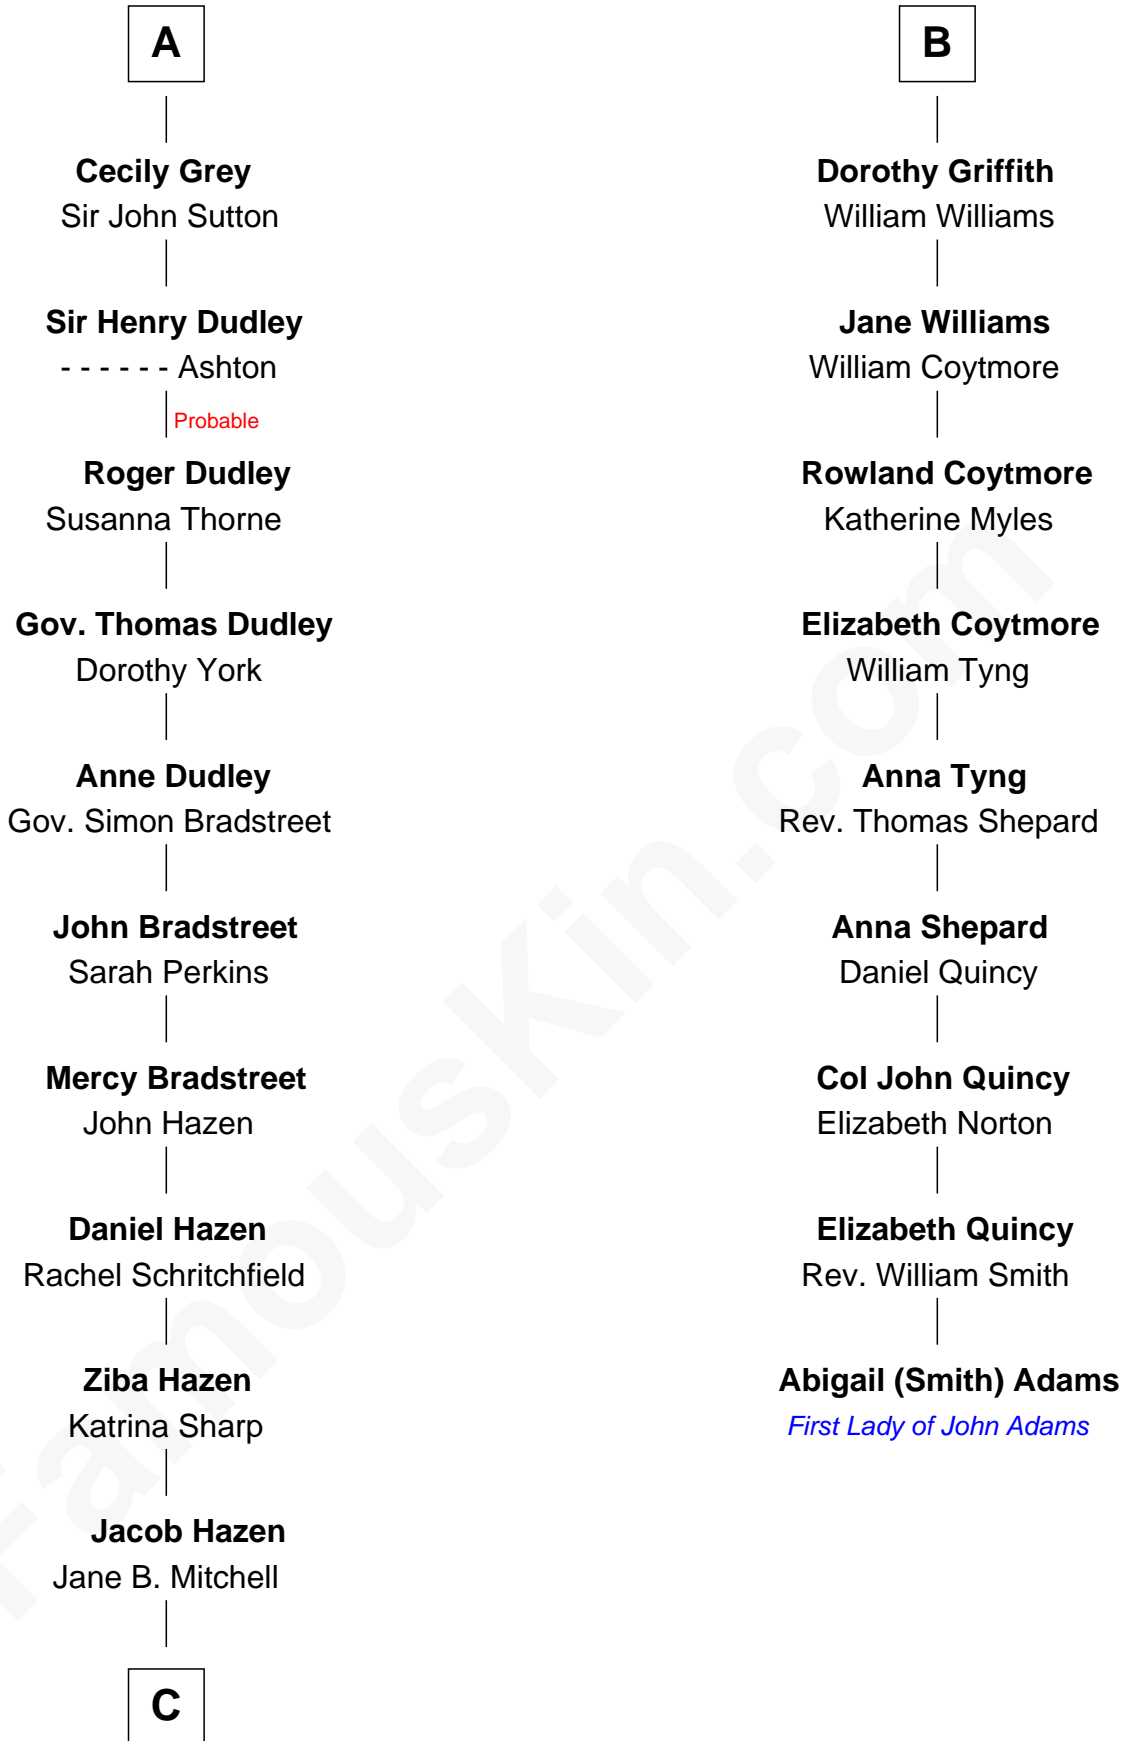 A
Cecily Grey
Sir John Sutton
Sir Henry Dudley
- - - - - - Ashton
Probable
Roger Dudley
Susanna Thorne
Gov. Thomas Dudley
Dorothy York
Anne Dudley
Gov. Simon Bradstreet
John Bradstreet
Sarah Perkins
Mercy Bradstreet
John Hazen
Daniel Hazen
Rachel Schritchfield
Ziba Hazen
Katrina Sharp
Jacob Hazen
Jane B. Mitchell
C
B
Dorothy Griffith
William Williams
Jane Williams
William Coytmore
Rowland Coytmore
Katherine Myles
Elizabeth Coytmore
William Tyng
Anna Tyng
Rev. Thomas Shepard
Anna Shepard
Daniel Quincy
Col John Quincy
Elizabeth Norton
Elizabeth Quincy
Rev. William Smith
Abigail (Smith) Adams
First Lady of John Adams
FamousKin.com